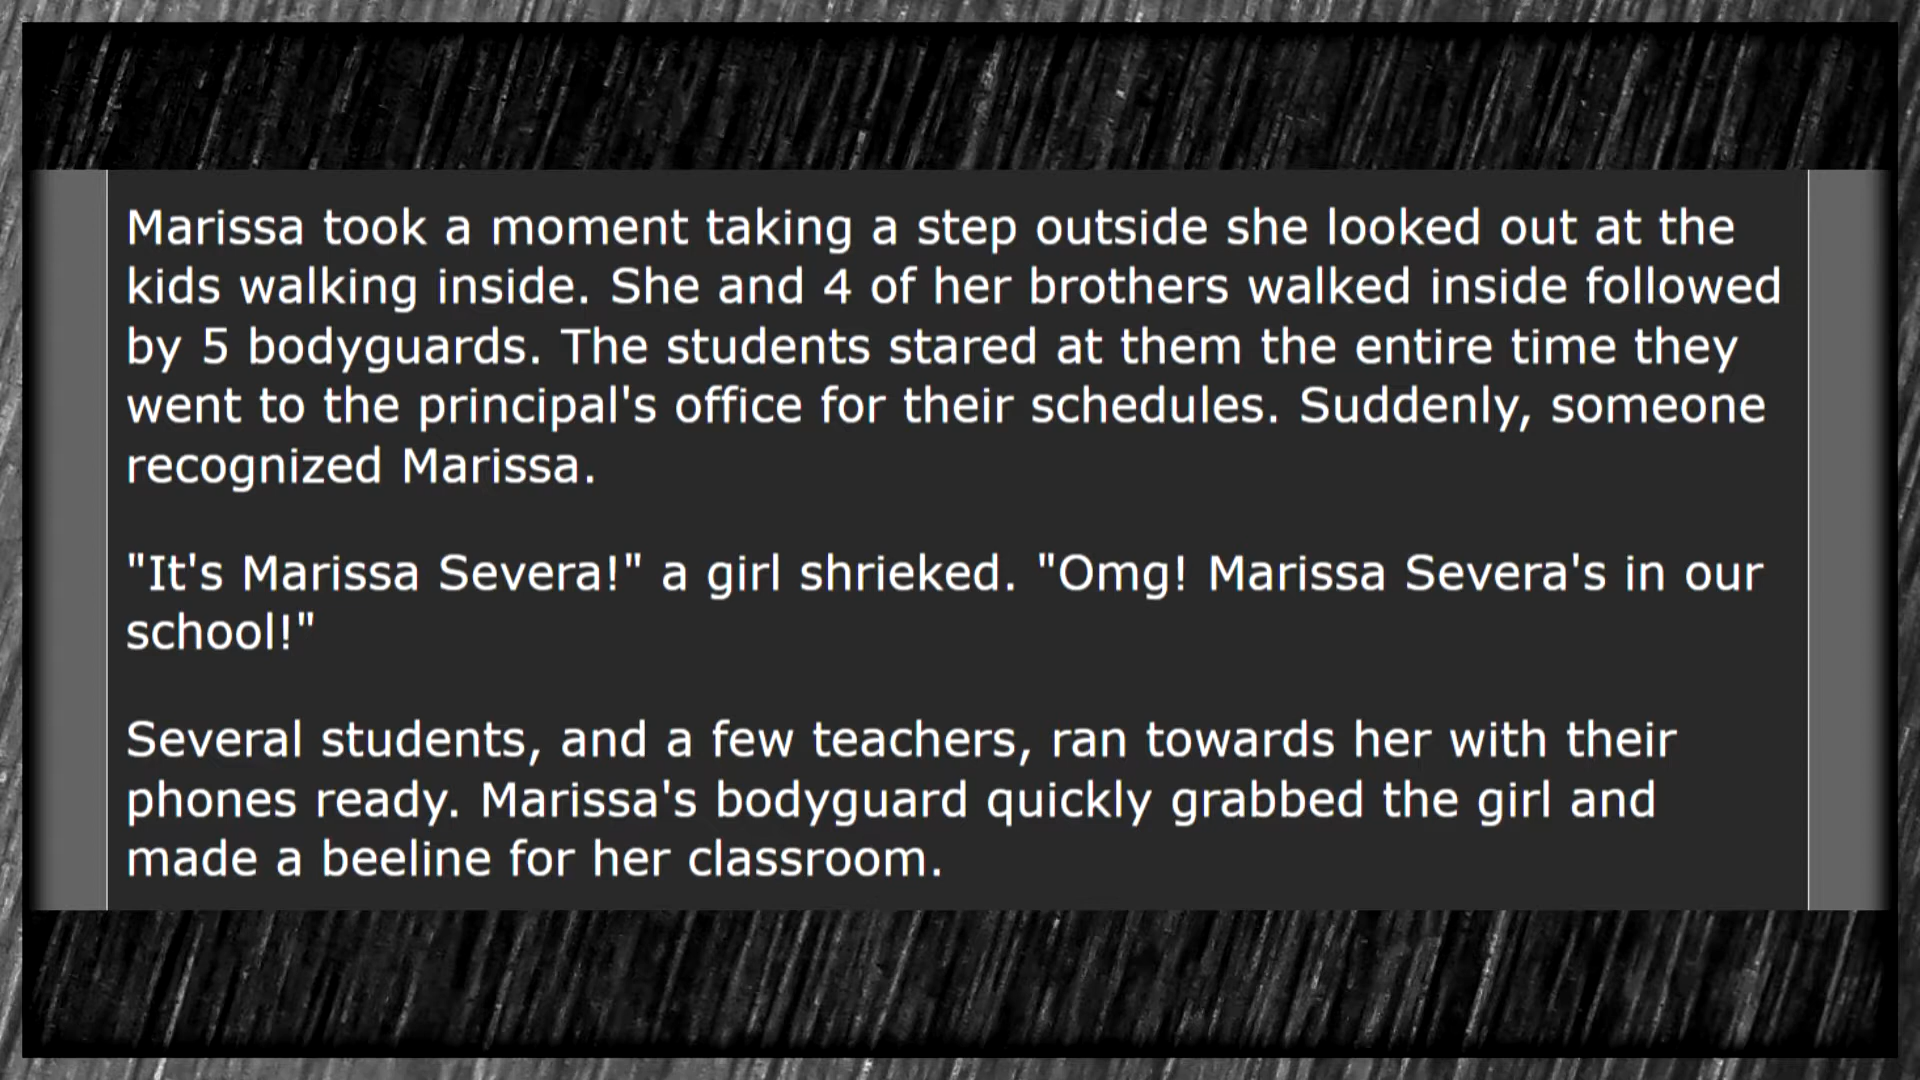 Marissa took a moment taking a step outside she looked out at the
kids walking inside. She and 4 of her brothers walked inside followed
by 5 bodyguards. The students stared at them the entire time they
went to the principal's office for their schedules. Suddenly, someone
recognized Marissa.
"It's Marissa Severa!" a girl shrieked. "Omg! Marissa Severa's in our
school!"
Several students, and a few teachers, ran towards her with their
phones ready. Marissa's bodyguard quickly grabbed the girl and
made a beeline for her classroom.